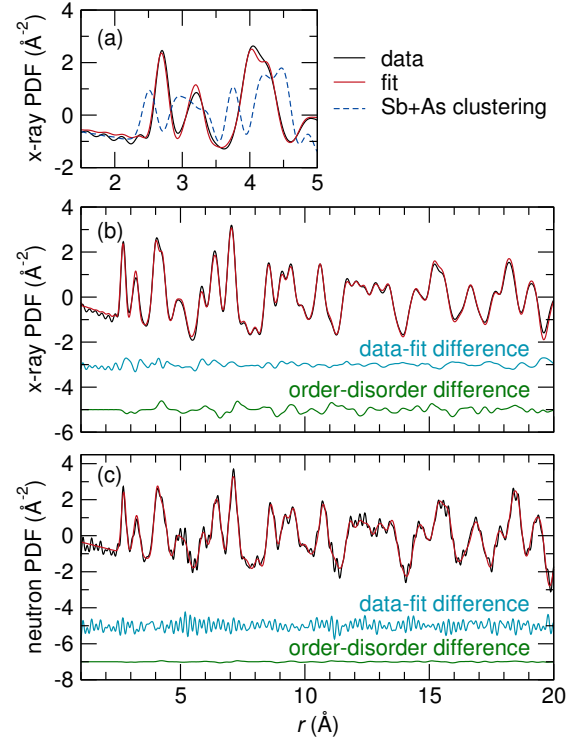 (a)
x-ray PDF (Å-2)
4
2
0
-2
2
3
4
5
data
fit
Sb+As clustering
(b)
x-ray PDF (Å-2)
4
2
0
-2
-4
-6
data-fit difference
order-disorder difference
(c)
neutron PDF (Å-2)
4
2
0
-2
-4
-6
-8
data-fit difference
order-disorder difference
5
10
15
20
r (Å)